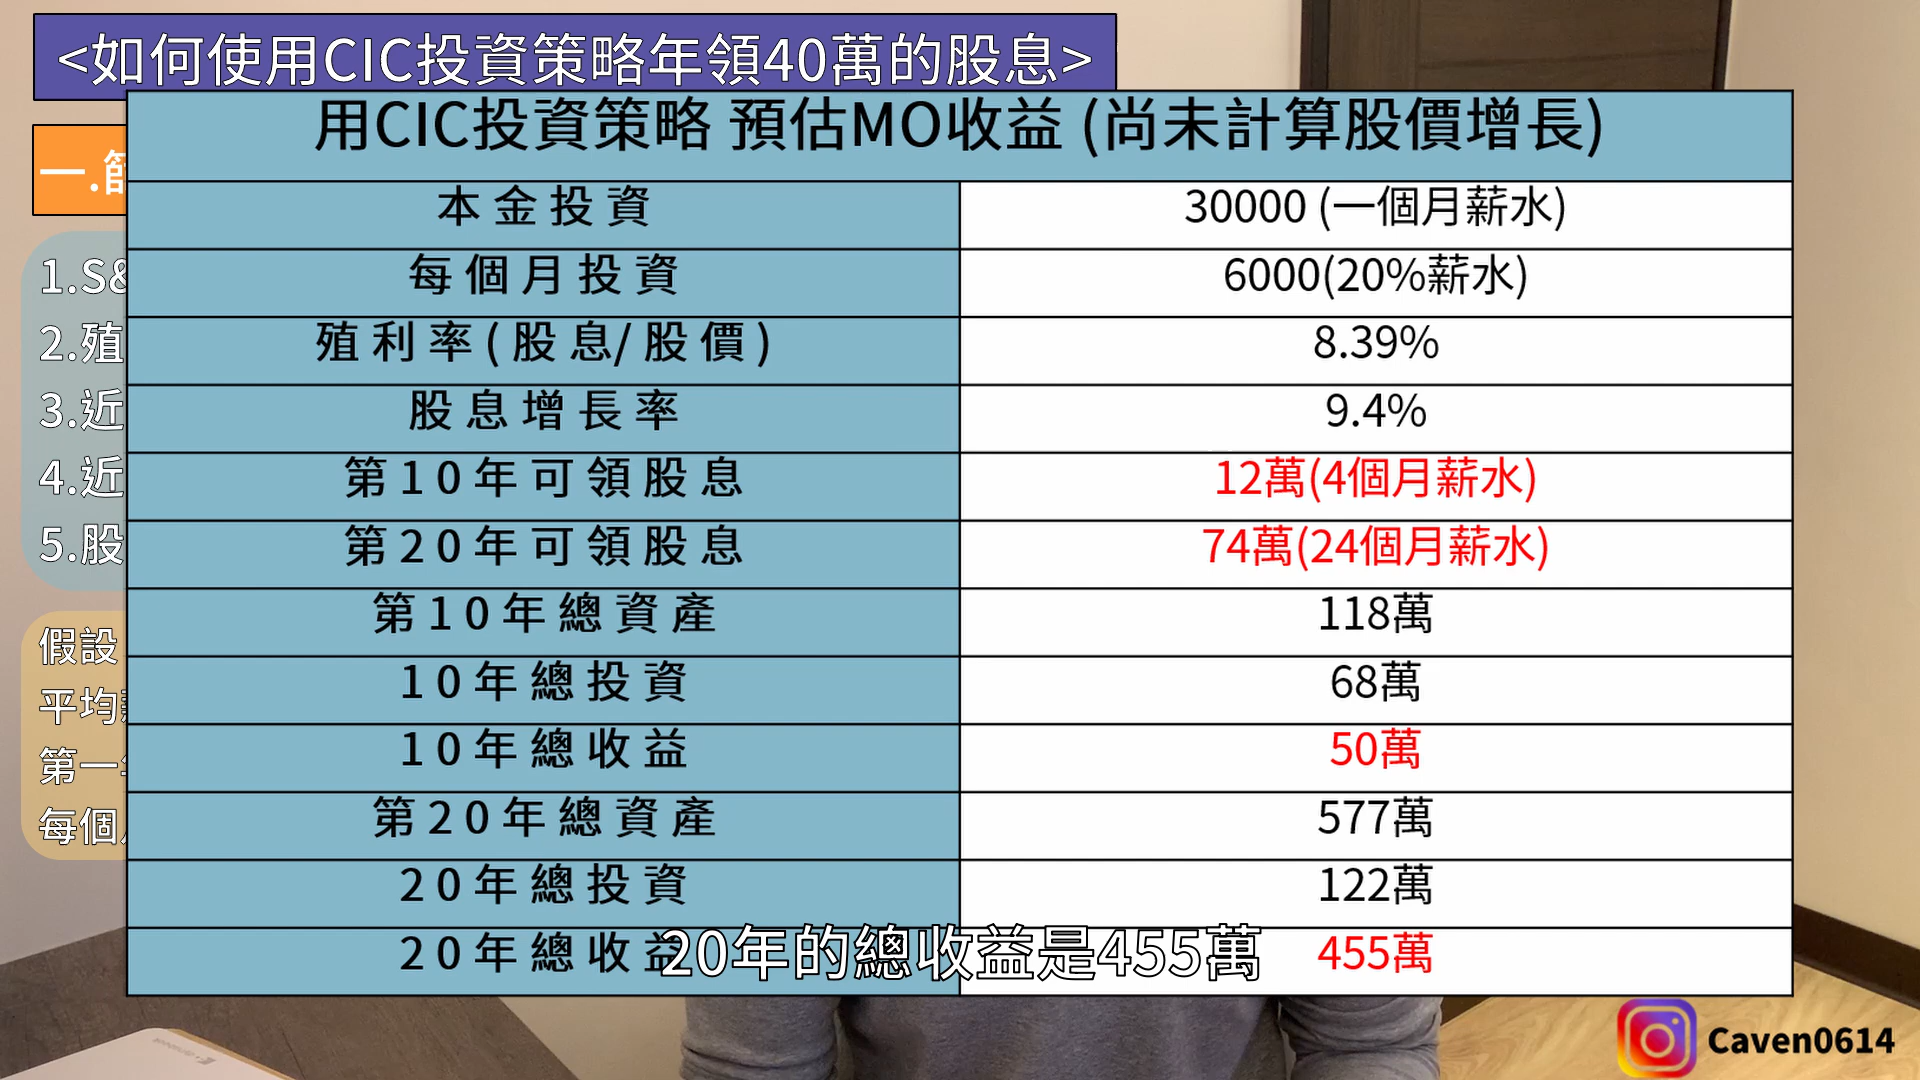 <如何使用CIC投資策略年領40萬的股息>
用CIC投資策略 預估MO收益 (尚未計算股價增長)
一.
本金投資 30000 (一個月薪水)
1.S&
每個月投資 6000(20%薪水)
2.殖
殖利率(股息/股價) 8.39%
3.近
股息增長率 9.4%
4.近
第10年可領股息 12萬(4個月薪水)
5.股
第20年可領股息 74萬(24個月薪水)
假設
第10年總資產 118萬
平均
10年總投資 68萬
第一
10年總收益 50萬
每個
第20年總資產 577萬
20年總投資 122萬
20年總收益 455萬
20年的總收益是455萬
Caven0614